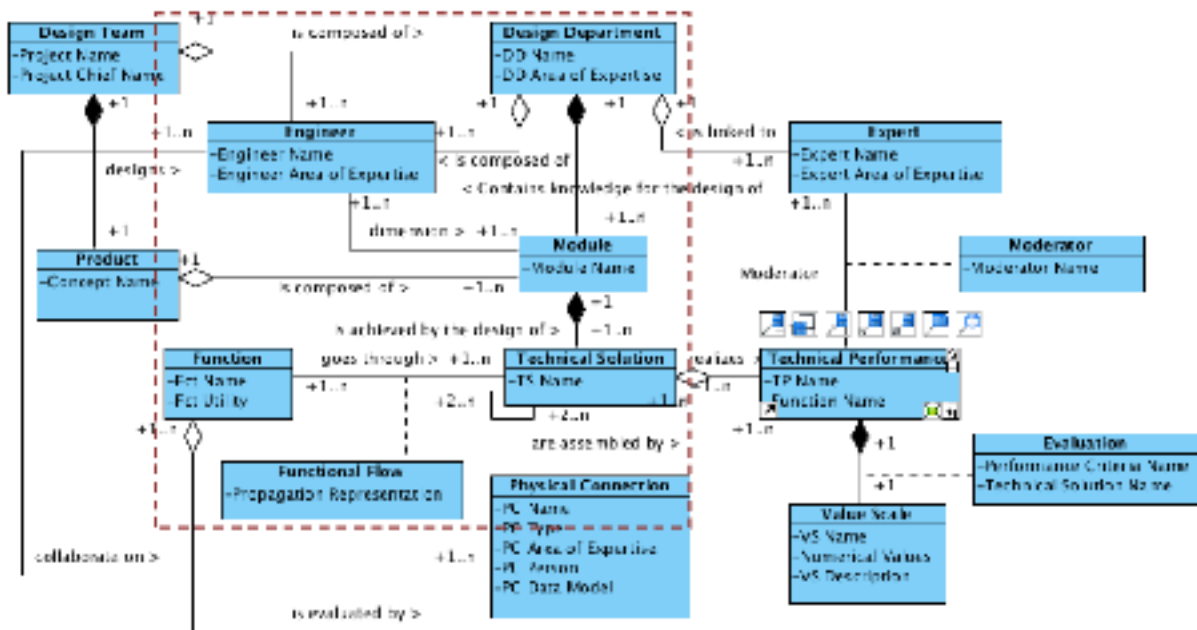 Design Team
-Project Name
-Project Chief Name
+1
is composed of >
Design Department
-DD Name
-DD Area of Expertise
+1
+1..n
+1
+1
+1
+1..n
Engineer
-Engineer Name
-Engineer Area of Expertise
+1..n
< is composed of
< is linked to
+1..n
Expert
-Expert Name
-Expert Area of Expertise
designs >
< Contains knowledge for the design of
+1..n
+1..n
+1..n
dimension >
+1..n
+1
Product
-Concept Name
+1
is composed of >
-1..n
Module
-Module Name
Moderator
Moderator
-Moderator Name
-1
is achieved by the design of >
-1..n
Function
-Fct Name
-Fct Utility
goes through >
+1..n
+1..n
Technical Solution
-TS Name
+1..n
-1..n
Technical Performance
-TP Name
-Function Name
+2..n
+2..n
+1..n
+1..n
are assembled by >
+1
Functional Flow
-Propagation Representation
Physical Connection
-PC Name
-PC Type
-PC Area of Expertise
-PC Person
-PC Data Model
Evaluation
-Performance Criteria Name
-Technical Solution Name
+1
Value Scale
-VS Name
-Numerical Values
-VS Description
collaborate on >
+1..n
is evaluated by >